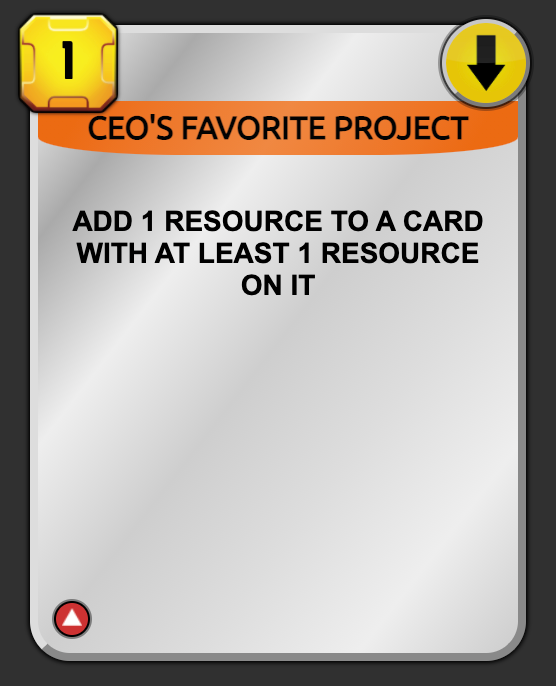 1
CEO'S FAVORITE PROJECT
ADD 1 RESOURCE TO A CARD
WITH AT LEAST 1 RESOURCE
ON IT